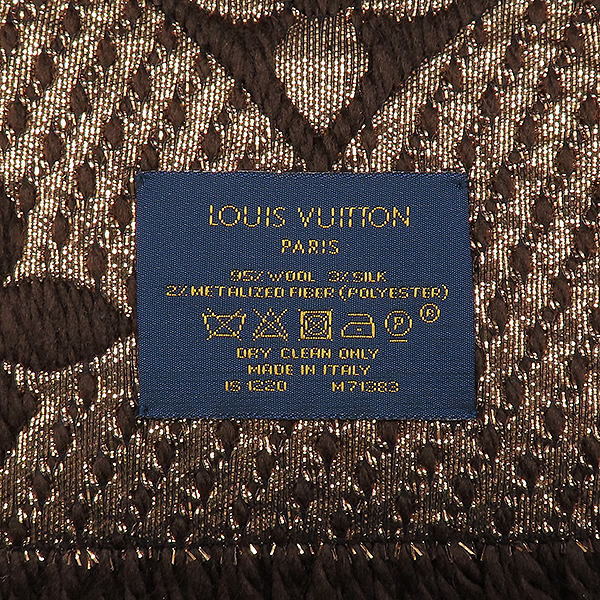 LOUIS VUITTON
PARIS
95% WOOL 3% SILK
2% METALIZED FIBER (POLYESTER)
P ®
DRY CLEAN ONLY
MADE IN ITALY
IS 1220 M71383